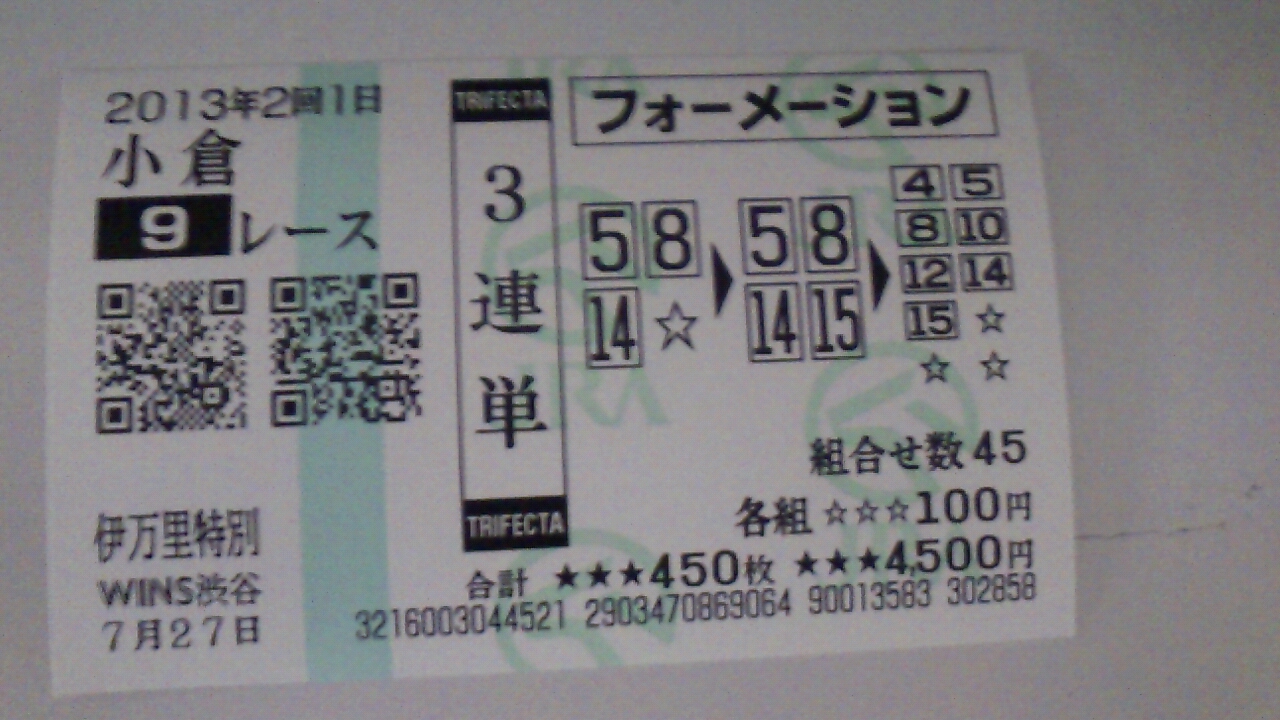 2013年2回1日
小倉
9レース
伊万里特別
WINS渋谷
7月27日
TRIFECTA
3連単
TRIFECTA
フォーメーション
5 8
14 ☆
▶
5 8
14 15
▶
4 5
8 10
12 14
15 ☆
☆ ☆
組合せ数45
各組 ☆☆☆100円
合計 ★★★450枚 ★★★4,500円
3216003044521 2903470869064 90013583 302858